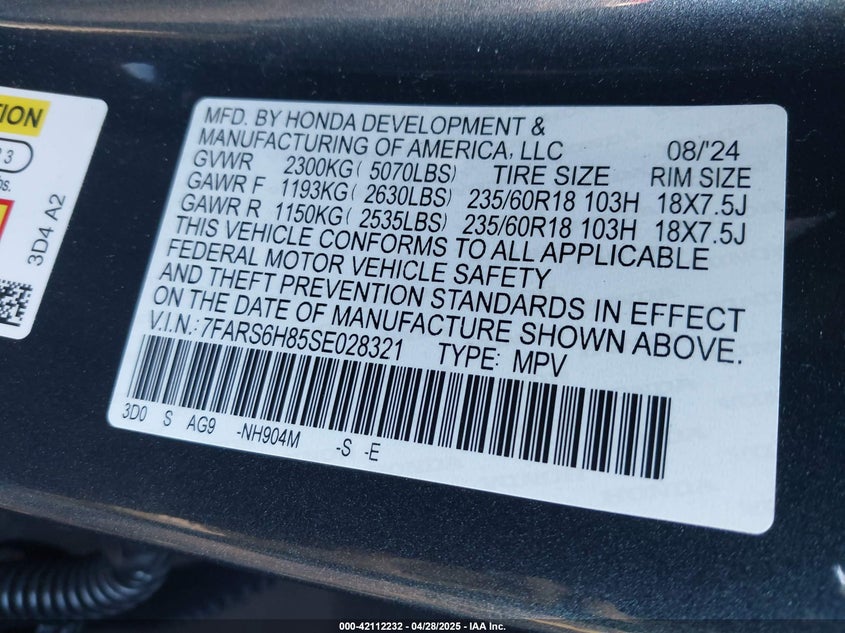 TION
3
os.
3D4 A2
MFD. BY HONDA DEVELOPMENT &
MANUFACTURING OF AMERICA, LLC 08/'24
GVWR 2300KG( 5070LBS) TIRE SIZE RIM SIZE
GAWR F 1193KG( 2630LBS) 235/60R18 103H 18X7.5J
GAWR R 1150KG( 2535LBS) 235/60R18 103H 18X7.5J
THIS VEHICLE CONFORMS TO ALL APPLICABLE
FEDERAL MOTOR VEHICLE SAFETY
AND THEFT PREVENTION STANDARDS IN EFFECT
ON THE DATE OF MANUFACTURE SHOWN ABOVE.
V.I.N.: 7FARS6H85SE028321 TYPE: MPV
3D0 S AG9 -NH904M -S -E
000-42112232 - 04/28/2025 - IAA Inc.